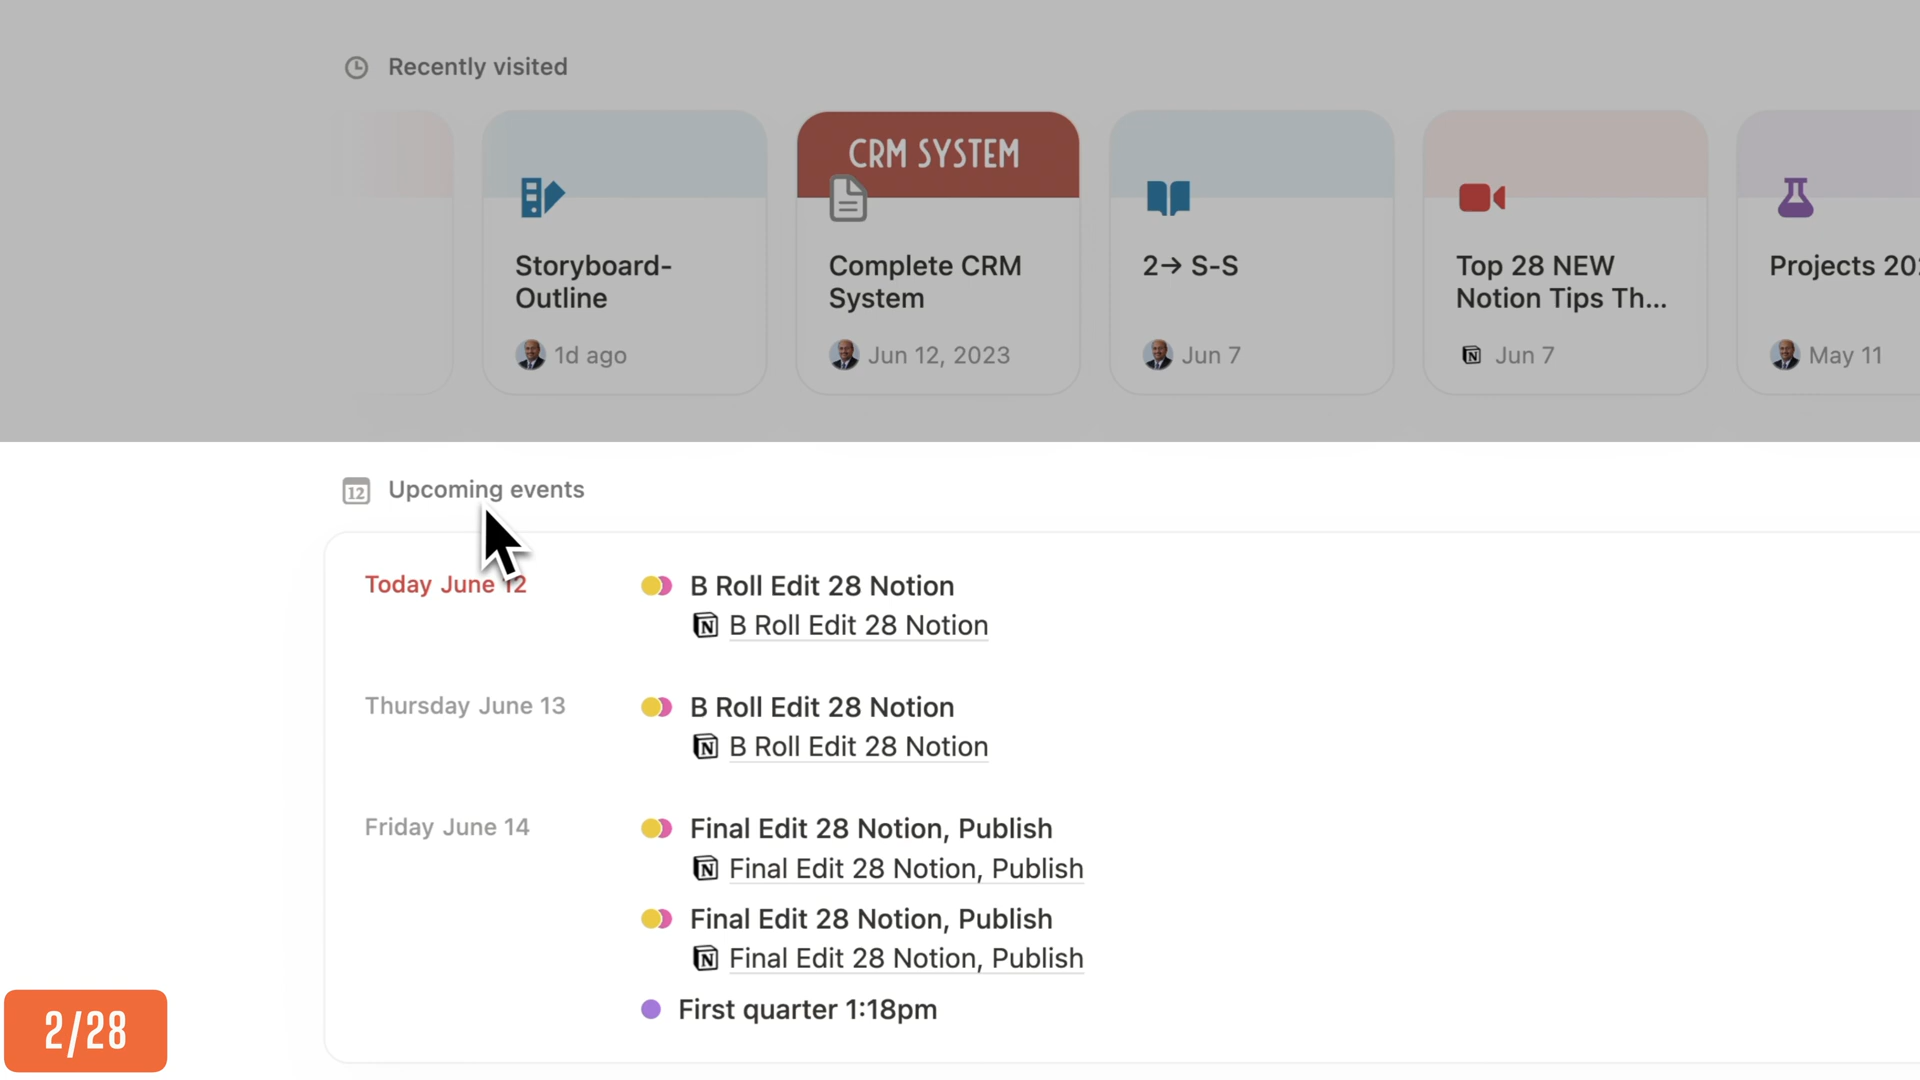 Recently visited
CRM SYSTEM
Storyboard-
Outline
1d ago
Complete CRM
System
Jun 12, 2023
2→ S-S
Jun 7
Top 28 NEW
Notion Tips Th...
Jun 7
Projects 20
May 11
12 Upcoming events
Today June 12
B Roll Edit 28 Notion
B Roll Edit 28 Notion
Thursday June 13
B Roll Edit 28 Notion
B Roll Edit 28 Notion
Friday June 14
Final Edit 28 Notion, Publish
Final Edit 28 Notion, Publish
Final Edit 28 Notion, Publish
Final Edit 28 Notion, Publish
First quarter 1:18pm
2/28